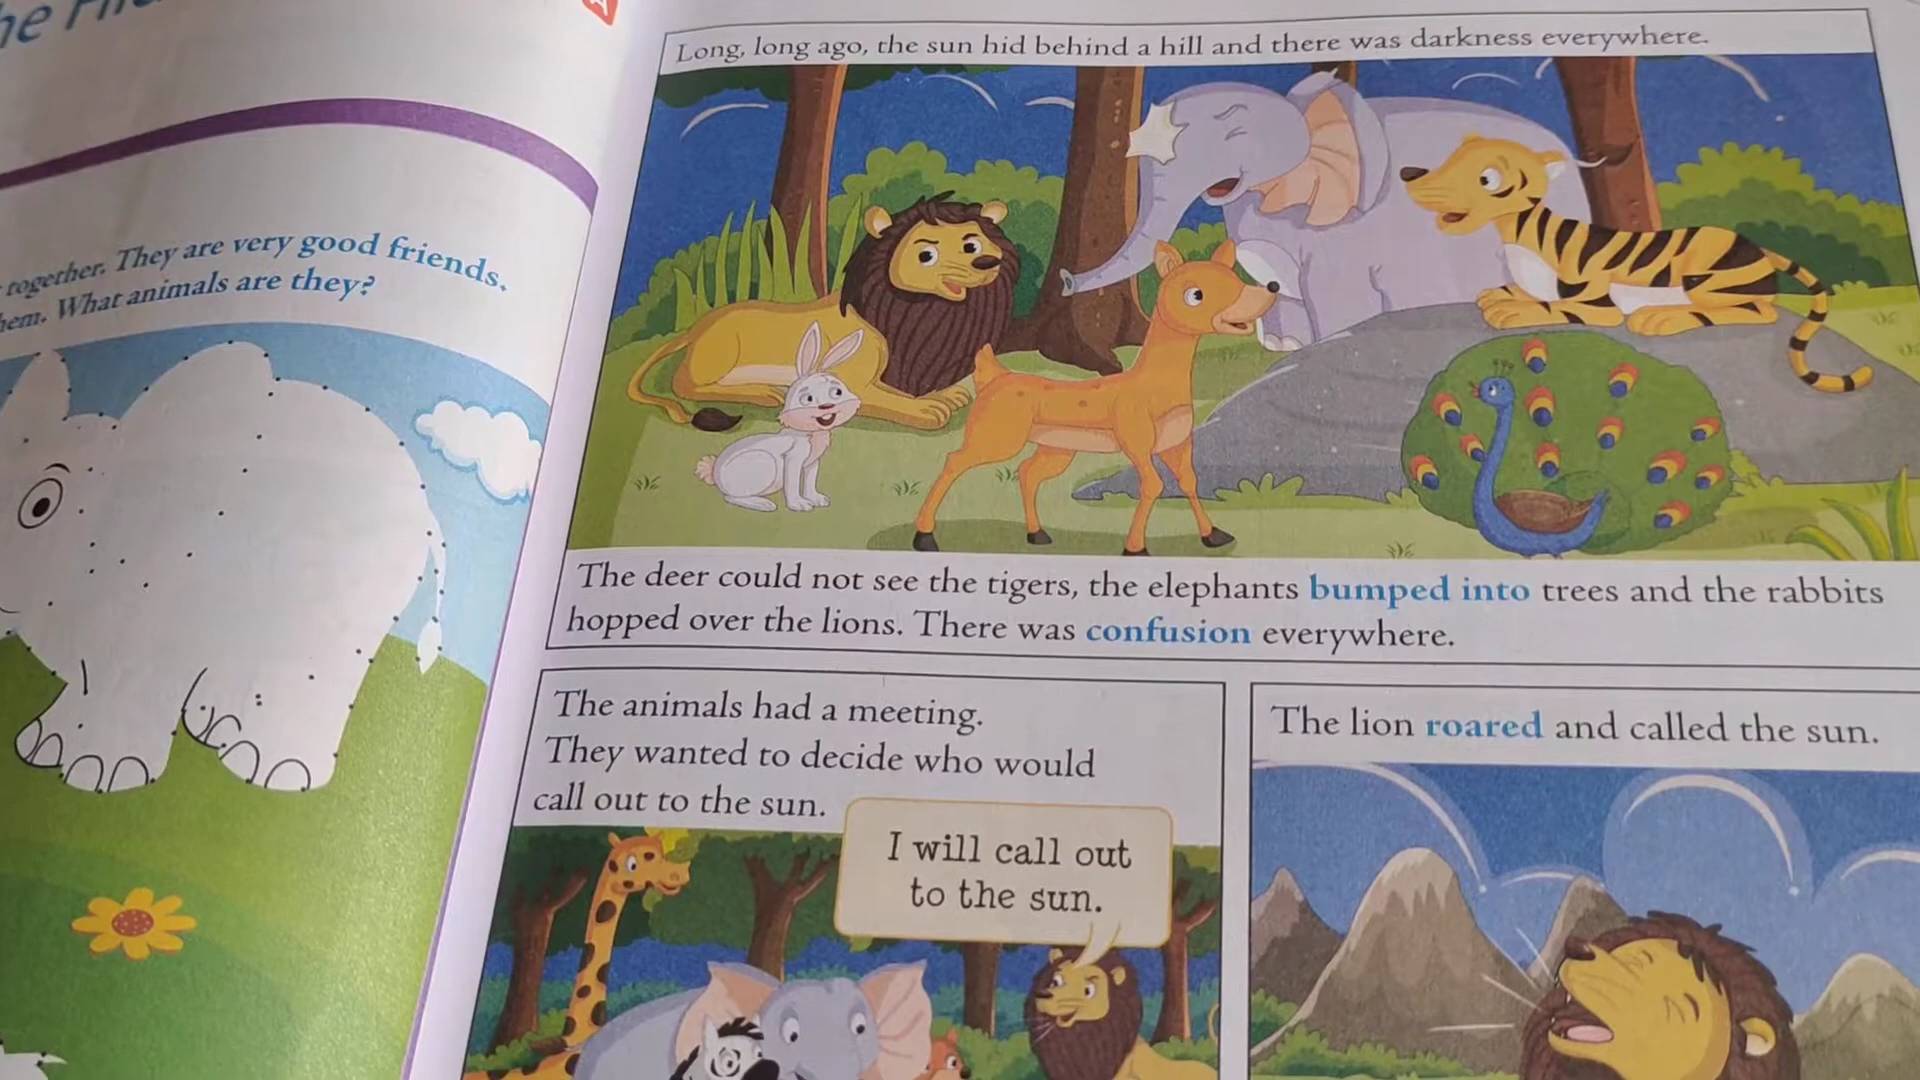 together. They are very good friends.
What animals are they?
Long, long ago, the sun hid behind a hill and there was darkness everywhere.
The deer could not see the tigers, the elephants bumped into trees and the rabbits
hopped over the lions. There was confusion everywhere.
The animals had a meeting.
They wanted to decide who would
call out to the sun.
I will call out
to the sun.
The lion roared and called the sun.